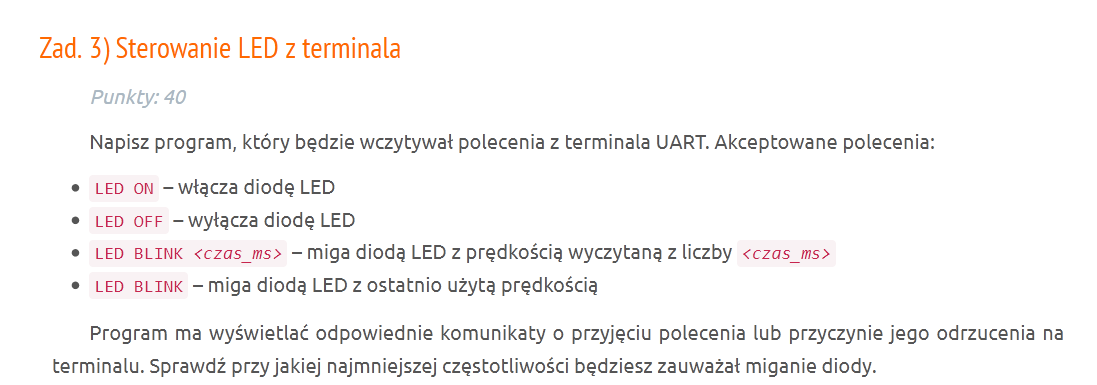 Zad. 3) Sterowanie LED z terminala
Punkty: 40
Napisz program, który będzie wczytywał polecenia z terminala UART. Akceptowane polecenia:
• LED ON – włącza diodę LED
• LED OFF – wyłącza diodę LED
• LED BLINK <czas_ms> – miga diodą LED z prędkością wyczytaną z liczby <czas_ms>
• LED BLINK – miga diodą LED z ostatnio użytą prędkością
Program ma wyświetlać odpowiednie komunikaty o przyjęciu polecenia lub przyczynie jego odrzucenia na
terminalu. Sprawdź przy jakiej najmniejszej częstotliwości będziesz zauważał miganie diody.